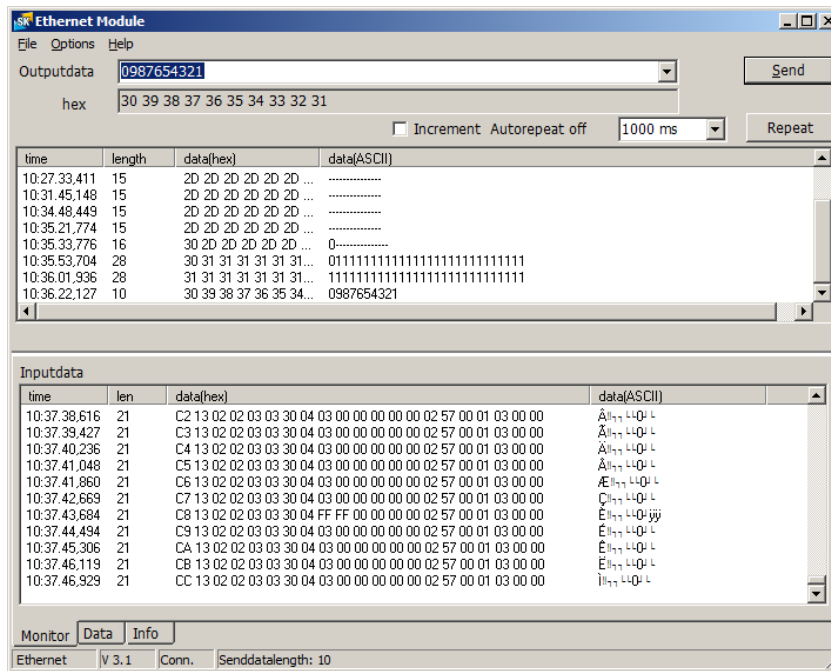 SK Ethernet Module
File Options Help
Outputdata 0987654321 Send
hex 30 39 38 37 36 35 34 33 32 31
Increment Autorepeat off 1000 ms Repeat
time length data(hex) data(ASCII)
10:27.33,411 15 2D 2D 2D 2D 2D 2D ... ---------------
10:31.45,148 15 2D 2D 2D 2D 2D 2D ... ---------------
10:34.48,449 15 2D 2D 2D 2D 2D 2D ... ---------------
10:35.21,774 15 2D 2D 2D 2D 2D 2D ... ---------------
10:35.33,776 16 30 2D 2D 2D 2D 2D ... 0---------------
10:35.53,704 28 30 31 31 31 31 31 31... 0111111111111111111111111111
10:36.01,936 28 31 31 31 31 31 31 31... 1111111111111111111111111111
10:36.22,127 10 30 39 38 37 36 35 34... 0987654321
Inputdata
time len data(hex) data(ASCII)
10:37.38,616 21 C2 13 02 02 03 03 30 04 03 00 00 00 00 00 02 57 00 01 03 00 00 Â‼┐┐└└0┘└
10:37.39,427 21 C3 13 02 02 03 03 30 04 03 00 00 00 00 00 02 57 00 01 03 00 00 Ã‼┐┐└└0┘└
10:37.40,236 21 C4 13 02 02 03 03 30 04 03 00 00 00 00 00 02 57 00 01 03 00 00 Ä‼┐┐└└0┘└
10:37.41,048 21 C5 13 02 02 03 03 30 04 03 00 00 00 00 00 02 57 00 01 03 00 00 Å‼┐┐└└0┘└
10:37.41,860 21 C6 13 02 02 03 03 30 04 03 00 00 00 00 00 02 57 00 01 03 00 00 Æ‼┐┐└└0┘└
10:37.42,669 21 C7 13 02 02 03 03 30 04 03 00 00 00 00 00 02 57 00 01 03 00 00 Ç‼┐┐└└0┘└
10:37.43,684 21 C8 13 02 02 03 03 30 04 FF FF 00 00 00 00 02 57 00 01 03 00 00 È‼┐┐└└0┘ÿÿ
10:37.44,494 21 C9 13 02 02 03 03 30 04 03 00 00 00 00 00 02 57 00 01 03 00 00 É‼┐┐└└0┘└
10:37.45,306 21 CA 13 02 02 03 03 30 04 03 00 00 00 00 00 02 57 00 01 03 00 00 Ê‼┐┐└└0┘└
10:37.46,119 21 CB 13 02 02 03 03 30 04 03 00 00 00 00 00 02 57 00 01 03 00 00 Ë‼┐┐└└0┘└
10:37.46,929 21 CC 13 02 02 03 03 30 04 03 00 00 00 00 00 02 57 00 01 03 00 00 Ì‼┐┐└└0┘└
Monitor Data Info
Ethernet V 3.1 Conn. Senddatalength: 10